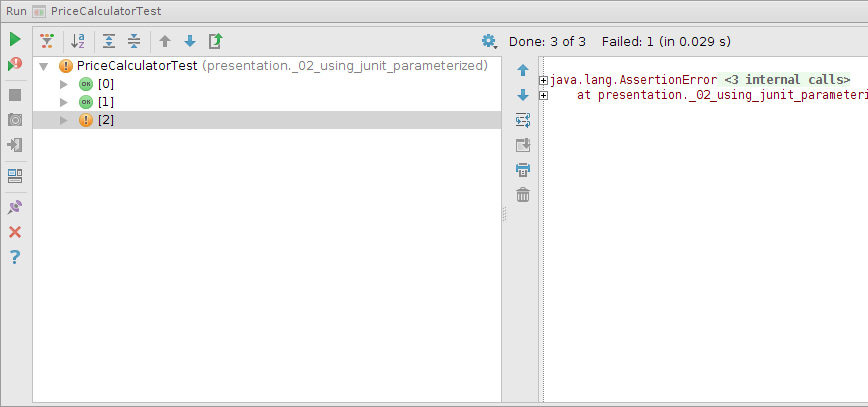 Run PriceCalculatorTest
Done: 3 of 3 Failed: 1 (in 0.029 s)
PriceCalculatorTest (presentation._02_using_junit_parameterized)
OK [0]
OK [1]
! [2]
java.lang.AssertionError <3 internal calls>
at presentation._02_using_junit_parameteri